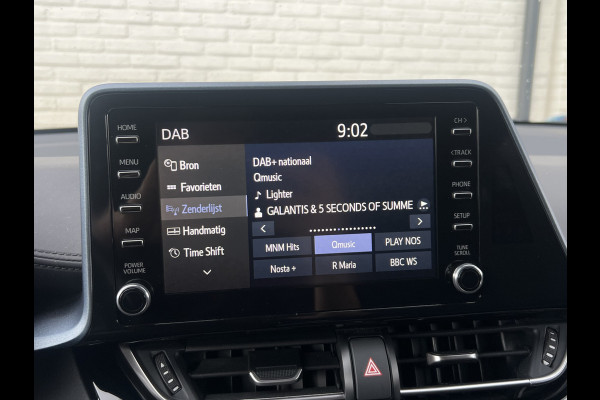 DAB
9:02
HOME
MENU
AUDIO
MAP
POWER
VOLUME
Bron
Favorieten
Zenderlijst
Handmatig
Time Shift
DAB+ nationaal
Qmusic
Lighter
GALANTIS & 5 SECONDS OF SUMME
MNM Hits
Qmusic
PLAY NOS
Nosta +
R Maria
BBC WS
CH >
< TRACK
PHONE
SETUP
TUNE
SCROLL